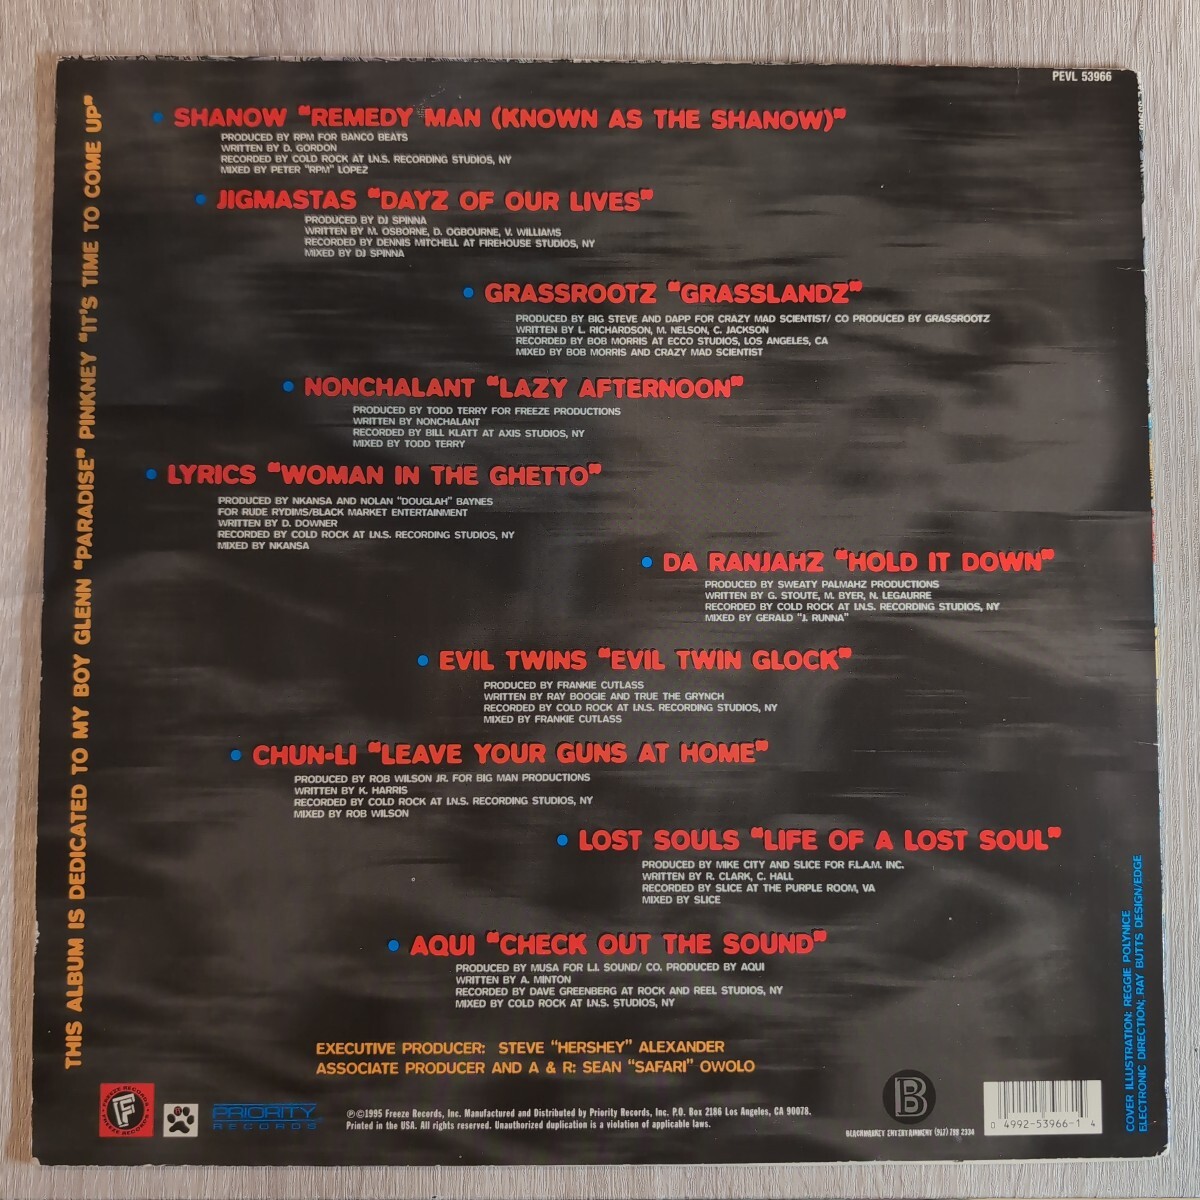 PEVL 53966
THIS ALBUM IS DEDICATED TO MY BOY GLENN "PARADISE" PINKNEY "IT'S TIME TO COME UP"
• SHANOW "REMEDY MAN (KNOWN AS THE SHANOW)"
PRODUCED BY RPM FOR BANCO BEATS
WRITTEN BY D. GORDON
RECORDED BY COLD ROCK AT I.N.S. RECORDING STUDIOS, NY
MIXED BY PETER "RPM" LOPEZ
• JIGMASTAS "DAYZ OF OUR LIVES"
PRODUCED BY DJ SPINNA
WRITTEN BY M. OSBORNE, D. OGBOURNE, V. WILLIAMS
RECORDED BY DENNIS MITCHELL AT FIREHOUSE STUDIOS, NY
MIXED BY DJ SPINNA
• GRASSROOTZ "GRASSLANDZ"
PRODUCED BY BIG STEVE AND DAPP FOR CRAZY MAD SCIENTIST/ CO PRODUCED BY GRASSROOTZ
WRITTEN BY L. RICHARDSON, M. NELSON, C. JACKSON
RECORDED BY BOB MORRIS AT ECCO STUDIOS, LOS ANGELES, CA
MIXED BY BOB MORRIS AND CRAZY MAD SCIENTIST
• NONCHALANT "LAZY AFTERNOON"
PRODUCED BY TODD TERRY FOR FREEZE PRODUCTIONS
WRITTEN BY NONCHALANT
RECORDED BY BILL KLATT AT AXIS STUDIOS, NY
MIXED BY TODD TERRY
• LYRICS "WOMAN IN THE GHETTO"
PRODUCED BY NKANSA AND NOLAN "DOUGLAH" BAYNES
FOR RUDE RYDIMS/BLACK MARKET ENTERTAINMENT
WRITTEN BY D. DOWNER
RECORDED BY COLD ROCK AT I.N.S. RECORDING STUDIOS, NY
MIXED BY NKANSA
• DA RANJAHZ "HOLD IT DOWN"
PRODUCED BY SWEATY PALMAHZ PRODUCTIONS
WRITTEN BY G. STOUTE, M. BYER, N. LEGAURRE
RECORDED BY COLD ROCK AT I.N.S. RECORDING STUDIOS, NY
MIXED BY GERALD "J. RUNNA"
• EVIL TWINS "EVIL TWIN GLOCK"
PRODUCED BY FRANKIE CUTLASS
WRITTEN BY RAY BOOGIE AND TRUE THE GRYNCH
RECORDED BY COLD ROCK AT I.N.S. RECORDING STUDIOS, NY
MIXED BY FRANKIE CUTLASS
• CHUN-LI "LEAVE YOUR GUNS AT HOME"
PRODUCED BY ROB WILSON JR. FOR BIG MAN PRODUCTIONS
WRITTEN BY K. HARRIS
RECORDED BY COLD ROCK AT I.N.S. RECORDING STUDIOS, NY
MIXED BY ROB WILSON
• LOST SOULS "LIFE OF A LOST SOUL"
PRODUCED BY MIKE CITY AND SLICE FOR F.L.A.M. INC.
WRITTEN BY R. CLARK, C. HALL
RECORDED BY SLICE AT THE PURPLE ROOM, VA
MIXED BY SLICE
• AQUI "CHECK OUT THE SOUND"
PRODUCED BY MUSA FOR L.I. SOUND/ CO. PRODUCED BY AQUI
WRITTEN BY A. MINTON
RECORDED BY DAVE GREENBERG AT ROCK AND REEL STUDIOS, NY
MIXED BY COLD ROCK AT I.N.S. STUDIOS, NY
EXECUTIVE PRODUCER: STEVE "HERSHEY" ALEXANDER
ASSOCIATE PRODUCER AND A & R: SEAN "SAFARI" OWOLO
COVER ILLUSTRATION: REGGIE POLYNICE
ELECTRONIC DIRECTION: RAY BUTTS DESIGN/EDGE
FREEZE RECORDS
F
FREEZE RECORDS
PRIORITY
RECORDS
℗©1995 Freeze Records, Inc. Manufactured and Distributed by Priority Records, Inc. P.O. Box 2186 Los Angeles, CA 90078.
Printed in the USA. All rights reserved. Unauthorized duplication is a violation of applicable laws.
B
BLACKMARKET ENTERTAINMENT (212) 799 2334
0 4992-53966-1 4